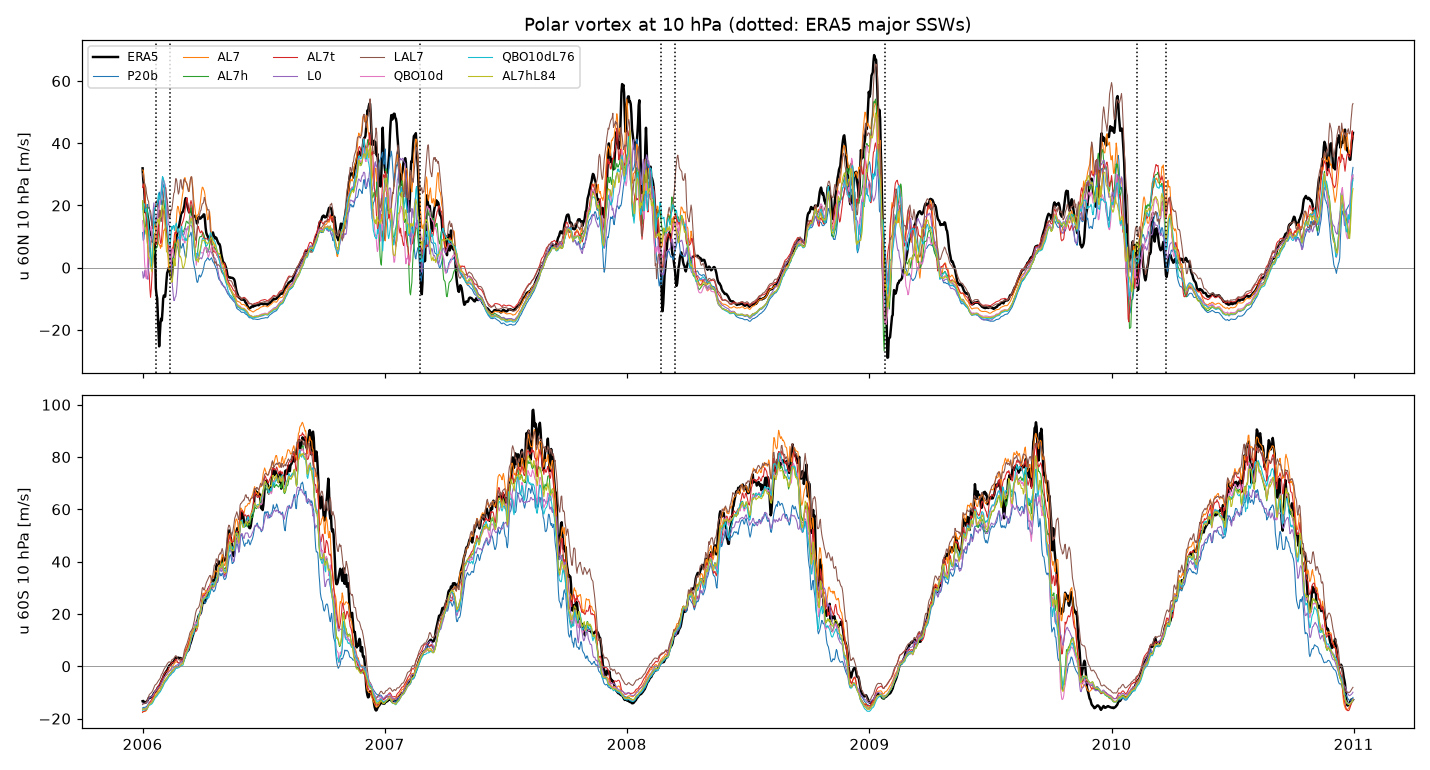 Polar vortex at 10 hPa (dotted: ERA5 major SSWs)
ERA5 AL7 AL7t LAL7 QBO10dL76
P20b AL7h L0 QBO10d AL7hL84
u 60N 10 hPa [m/s]
60
40
20
0
−20
u 60S 10 hPa [m/s]
100
80
60
40
20
0
−20
2006 2007 2008 2009 2010 2011